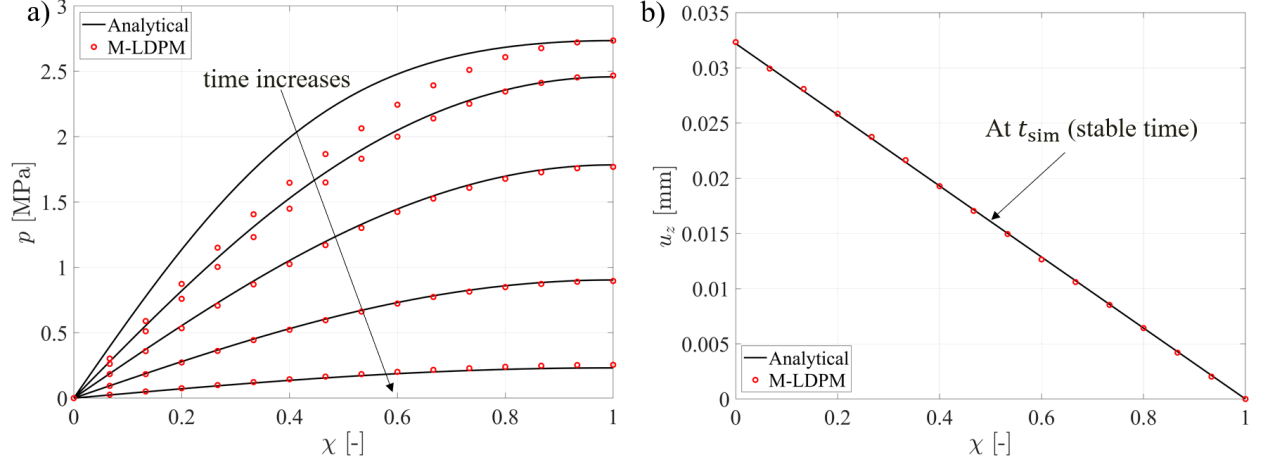 a)
Analytical
M-LDPM
time increases
p [MPa]
3
2.5
2
1.5
1
0.5
0
0 0.2 0.4 0.6 0.8 1
χ [-]
b)
At t_sim (stable time)
Analytical
M-LDPM
u_z [mm]
0.035
0.03
0.025
0.02
0.015
0.01
0.005
0
0 0.2 0.4 0.6 0.8 1
χ [-]